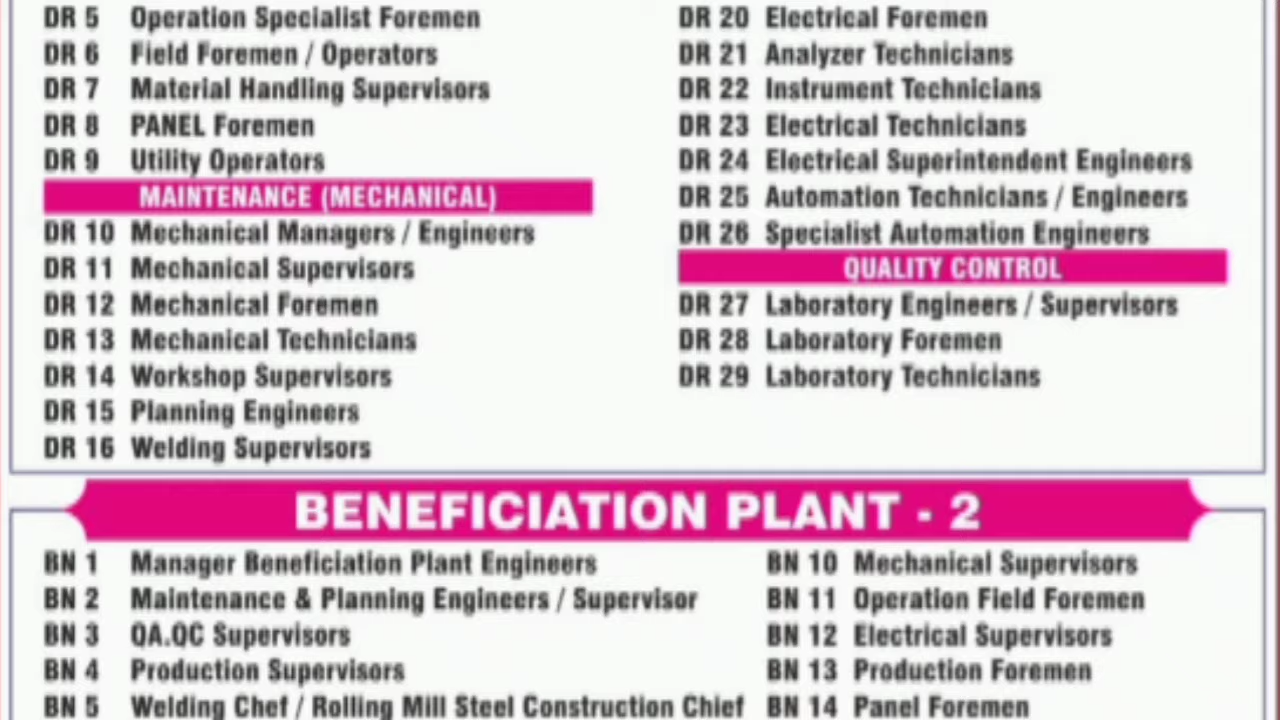 DR 5 Operation Specialist Foremen
DR 6 Field Foremen / Operators
DR 7 Material Handling Supervisors
DR 8 PANEL Foremen
DR 9 Utility Operators
MAINTENANCE (MECHANICAL)
DR 10 Mechanical Managers / Engineers
DR 11 Mechanical Supervisors
DR 12 Mechanical Foremen
DR 13 Mechanical Technicians
DR 14 Workshop Supervisors
DR 15 Planning Engineers
DR 16 Welding Supervisors
DR 20 Electrical Foremen
DR 21 Analyzer Technicians
DR 22 Instrument Technicians
DR 23 Electrical Technicians
DR 24 Electrical Superintendent Engineers
DR 25 Automation Technicians / Engineers
DR 26 Specialist Automation Engineers
QUALITY CONTROL
DR 27 Laboratory Engineers / Supervisors
DR 28 Laboratory Foremen
DR 29 Laboratory Technicians
BENEFICIATION PLANT - 2
BN 1 Manager Beneficiation Plant Engineers
BN 2 Maintenance & Planning Engineers / Supervisor
BN 3 QA.QC Supervisors
BN 4 Production Supervisors
BN 5 Welding Chef / Rolling Mill Steel Construction Chief
BN 10 Mechanical Supervisors
BN 11 Operation Field Foremen
BN 12 Electrical Supervisors
BN 13 Production Foremen
BN 14 Panel Foremen